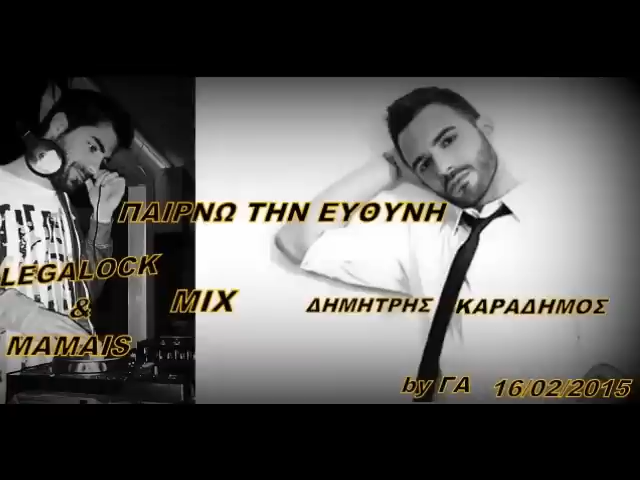 ΠΑΙΡΝΩ ΤΗΝ ΕΥΘΥΝΗ
LEGALOCK
&
MAMAIS
MIX
ΔΗΜΗΤΡΗΣ ΚΑΡΑΔΗΜΟΣ
by ΓΑ 16/02/2015